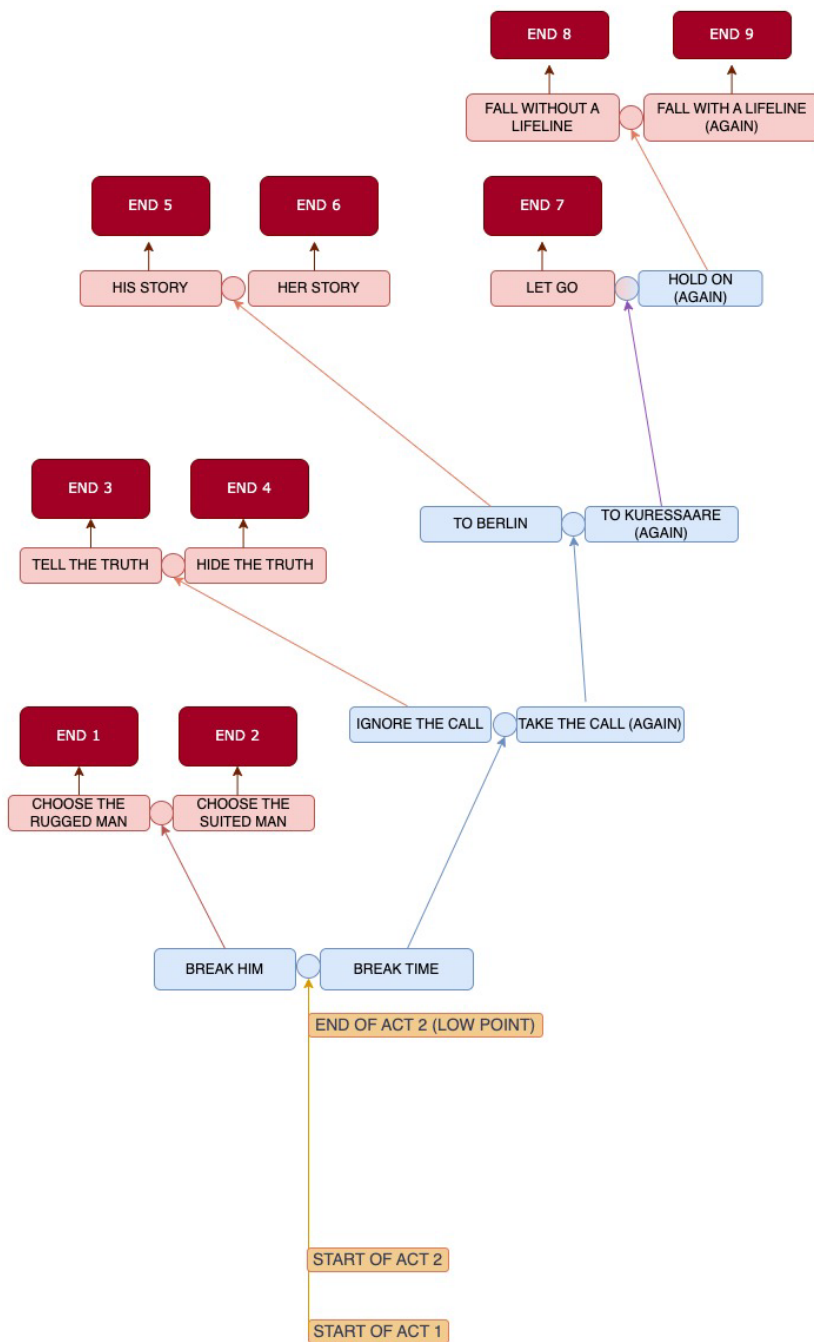 END 8
END 9
FALL WITHOUT A
LIFELINE
FALL WITH A LIFELINE
(AGAIN)
END 5
END 6
END 7
HIS STORY
HER STORY
LET GO
HOLD ON
(AGAIN)
END 3
END 4
TO BERLIN
TO KURESSAARE
(AGAIN)
TELL THE TRUTH
HIDE THE TRUTH
END 1
END 2
IGNORE THE CALL
TAKE THE CALL (AGAIN)
CHOOSE THE
RUGGED MAN
CHOOSE THE
SUITED MAN
BREAK HIM
BREAK TIME
END OF ACT 2 (LOW POINT)
START OF ACT 2
START OF ACT 1